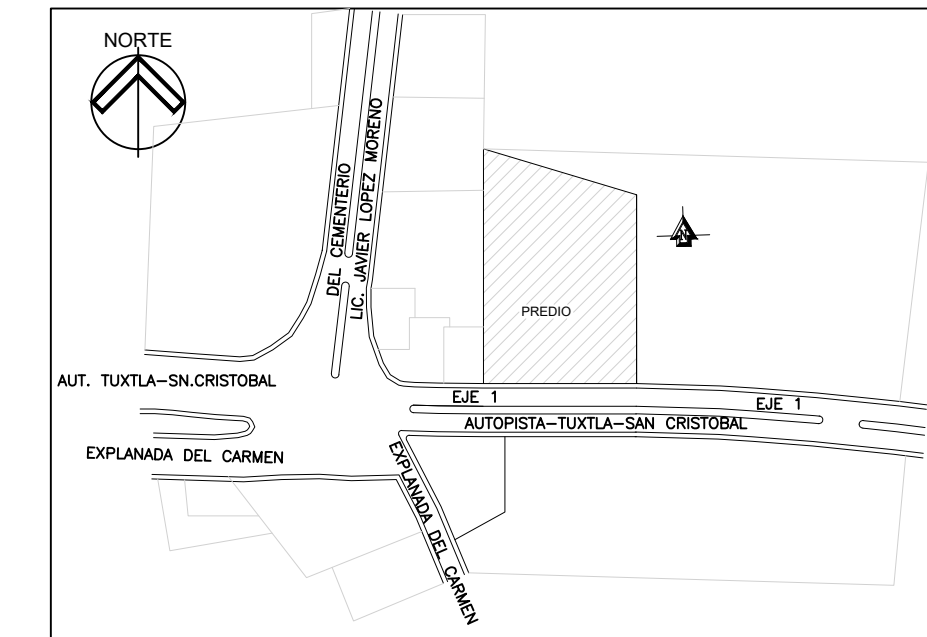 NORTE
DEL CEMENTERIO
LIC. JAVIER LOPEZ MORENO
N
PREDIO
AUT. TUXTLA-SN.CRISTOBAL
EJE 1
EJE 1
AUTOPISTA-TUXTLA-SAN CRISTOBAL
EXPLANADA DEL CARMEN
EXPLANADA DEL CARMEN